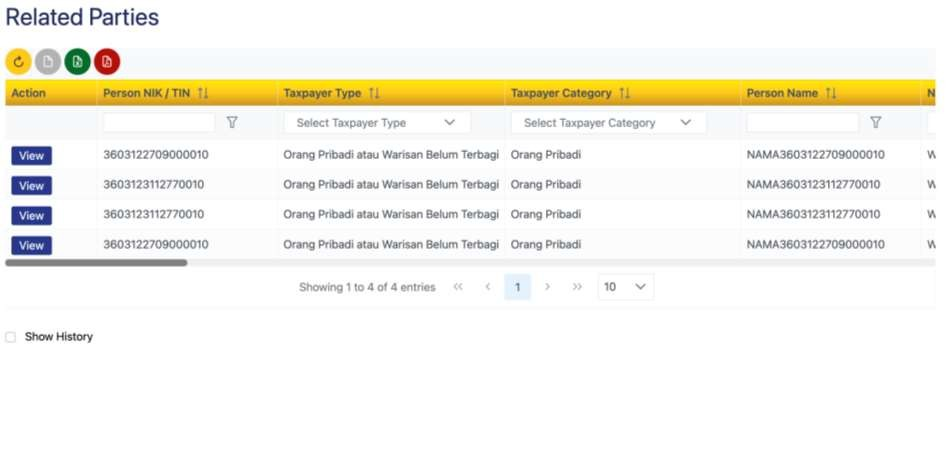 Related Parties
Action Person NIK / TIN Taxpayer Type Taxpayer Category Person Name N
Select Taxpayer Type Select Taxpayer Category
View 3603122709000010 Orang Pribadi atau Warisan Belum Terbagi Orang Pribadi NAMA3603122709000010 W
View 3603123112770010 Orang Pribadi atau Warisan Belum Terbagi Orang Pribadi NAMA3603123112770010 W
View 3603123112770010 Orang Pribadi atau Warisan Belum Terbagi Orang Pribadi NAMA3603123112770010 W
View 3603122709000010 Orang Pribadi atau Warisan Belum Terbagi Orang Pribadi NAMA3603122709000010 W
Showing 1 to 4 of 4 entries « ‹ 1 › » 10
Show History